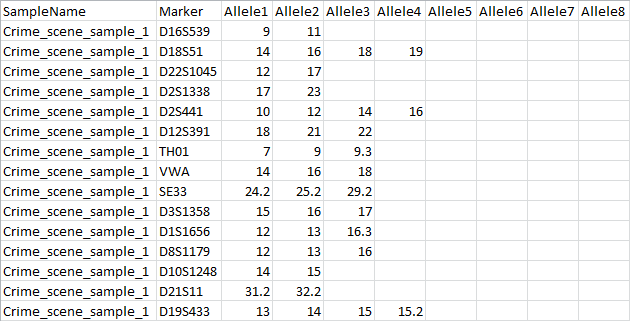 SampleName Marker Allele1 Allele2 Allele3 Allele4 Allele5 Allele6 Allele7 Allele8
Crime_scene_sample_1 D16S539 9 11
Crime_scene_sample_1 D18S51 14 16 18 19
Crime_scene_sample_1 D22S1045 12 17
Crime_scene_sample_1 D2S1338 17 23
Crime_scene_sample_1 D2S441 10 12 14 16
Crime_scene_sample_1 D12S391 18 21 22
Crime_scene_sample_1 TH01 7 9 9.3
Crime_scene_sample_1 VWA 14 16 18
Crime_scene_sample_1 SE33 24.2 25.2 29.2
Crime_scene_sample_1 D3S1358 15 16 17
Crime_scene_sample_1 D1S1656 12 13 16.3
Crime_scene_sample_1 D8S1179 12 13 16
Crime_scene_sample_1 D10S1248 14 15
Crime_scene_sample_1 D21S11 31.2 32.2
Crime_scene_sample_1 D19S433 13 14 15 15.2